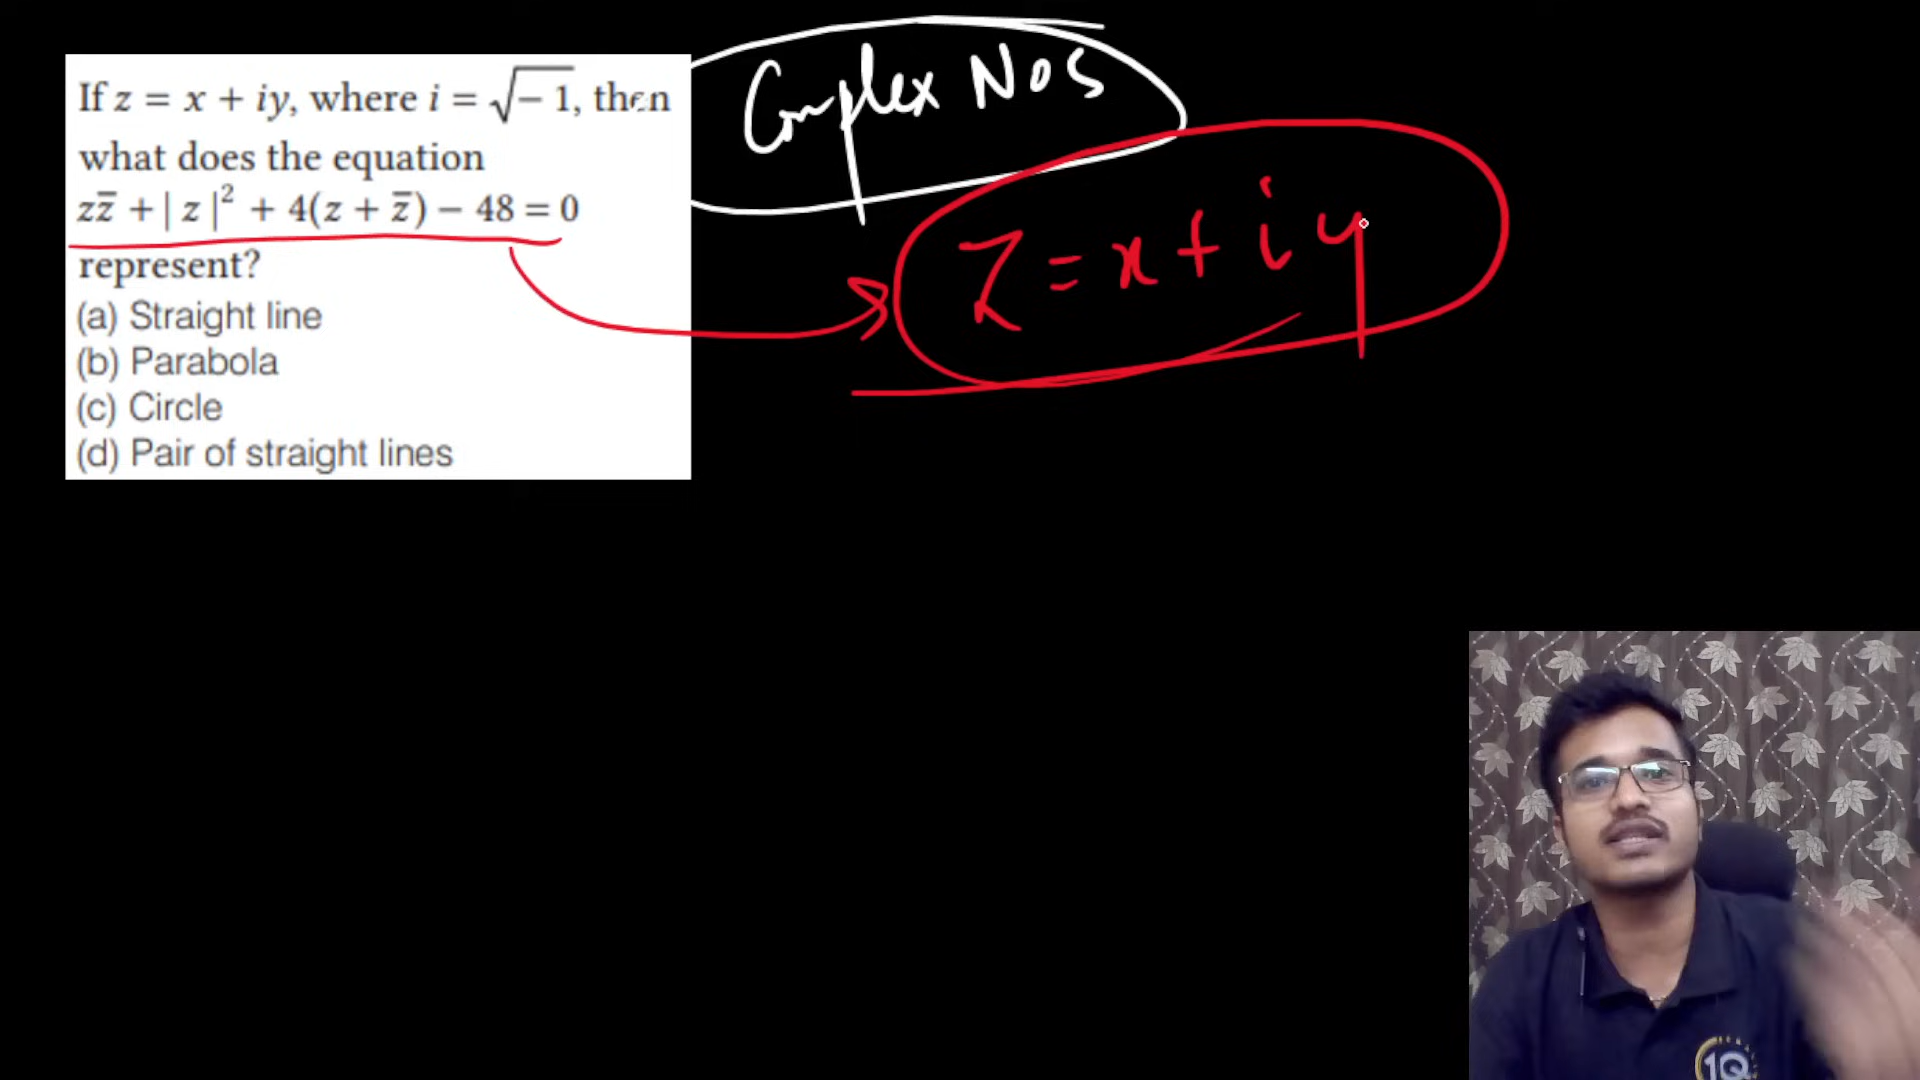 If z = x + iy, where i = √− 1, then
what does the equation
zz̅ + | z |² + 4(z + z̅) − 48 = 0
represent?
(a) Straight line
(b) Parabola
(c) Circle
(d) Pair of straight lines
Complex Nos
Z = x + iy
1Q